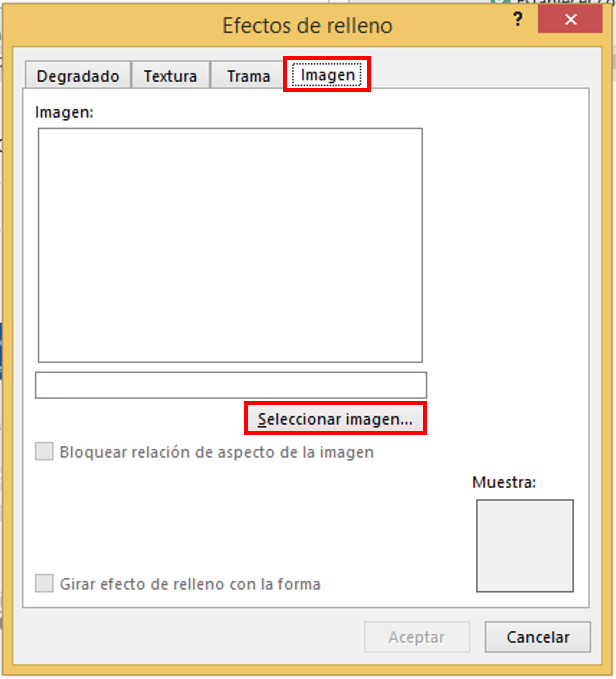 Efectos de relleno
?
Degradado Textura Trama Imagen
Imagen:
Seleccionar imagen...
Bloquear relación de aspecto de la imagen
Muestra:
Girar efecto de relleno con la forma
Aceptar Cancelar